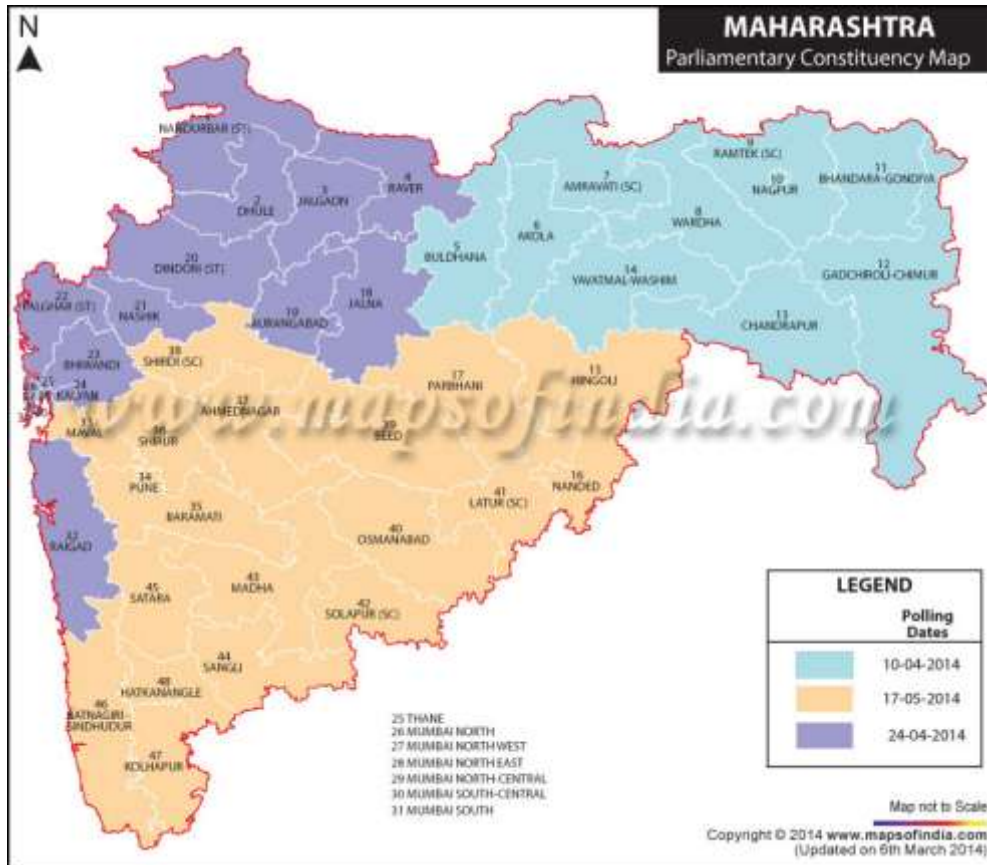 N
MAHARASHTRA
Parliamentary Constituency Map
NANDURBAR (ST)
2
DHULE
3
JALGAON
4
RAVER
5
BULDHANA
6
AKOLA
7
AMRAVATI (SC)
8
WARDHA
9
RAMTEK (SC)
10
NAGPUR
11
BHANDARA-GONDIYA
12
GADCHIROLI-CHIMUR
13
CHANDRAPUR
14
YAVATMAL-WASHIM
HINGOLI
16
NANDED
17
PARBHANI
18
JALNA
19
AURANGABAD
20
DINDORI (ST)
21
NASHIK
22
PALGHAR (ST)
23
BHIWANDI
24
KALYAN
25
38
SHIRDI (SC)
37
AHMEDNAGAR
36
SHIRUR
33
MAVAL
34
PUNE
35
BARAMATI
39
BEED
40
OSMANABAD
41
LATUR (SC)
32
RAIGAD
45
SATARA
43
MADHA
42
SOLAPUR (SC)
44
SANGLI
48
HATKANANGLE
46
RATNAGIRI-
SINDHUDUR
47
KOLHAPUR
www.mapsofindia.com
25 THANE
26 MUMBAI NORTH
27 MUMBAI NORTH WEST
28 MUMBAI NORTH EAST
29 MUMBAI NORTH-CENTRAL
30 MUMBAI SOUTH-CENTRAL
31 MUMBAI SOUTH
LEGEND
Polling
Dates
10-04-2014
17-05-2014
24-04-2014
Map not to Scale
Copyright © 2014 www.mapsofindia.com
(Updated on 6th March 2014)